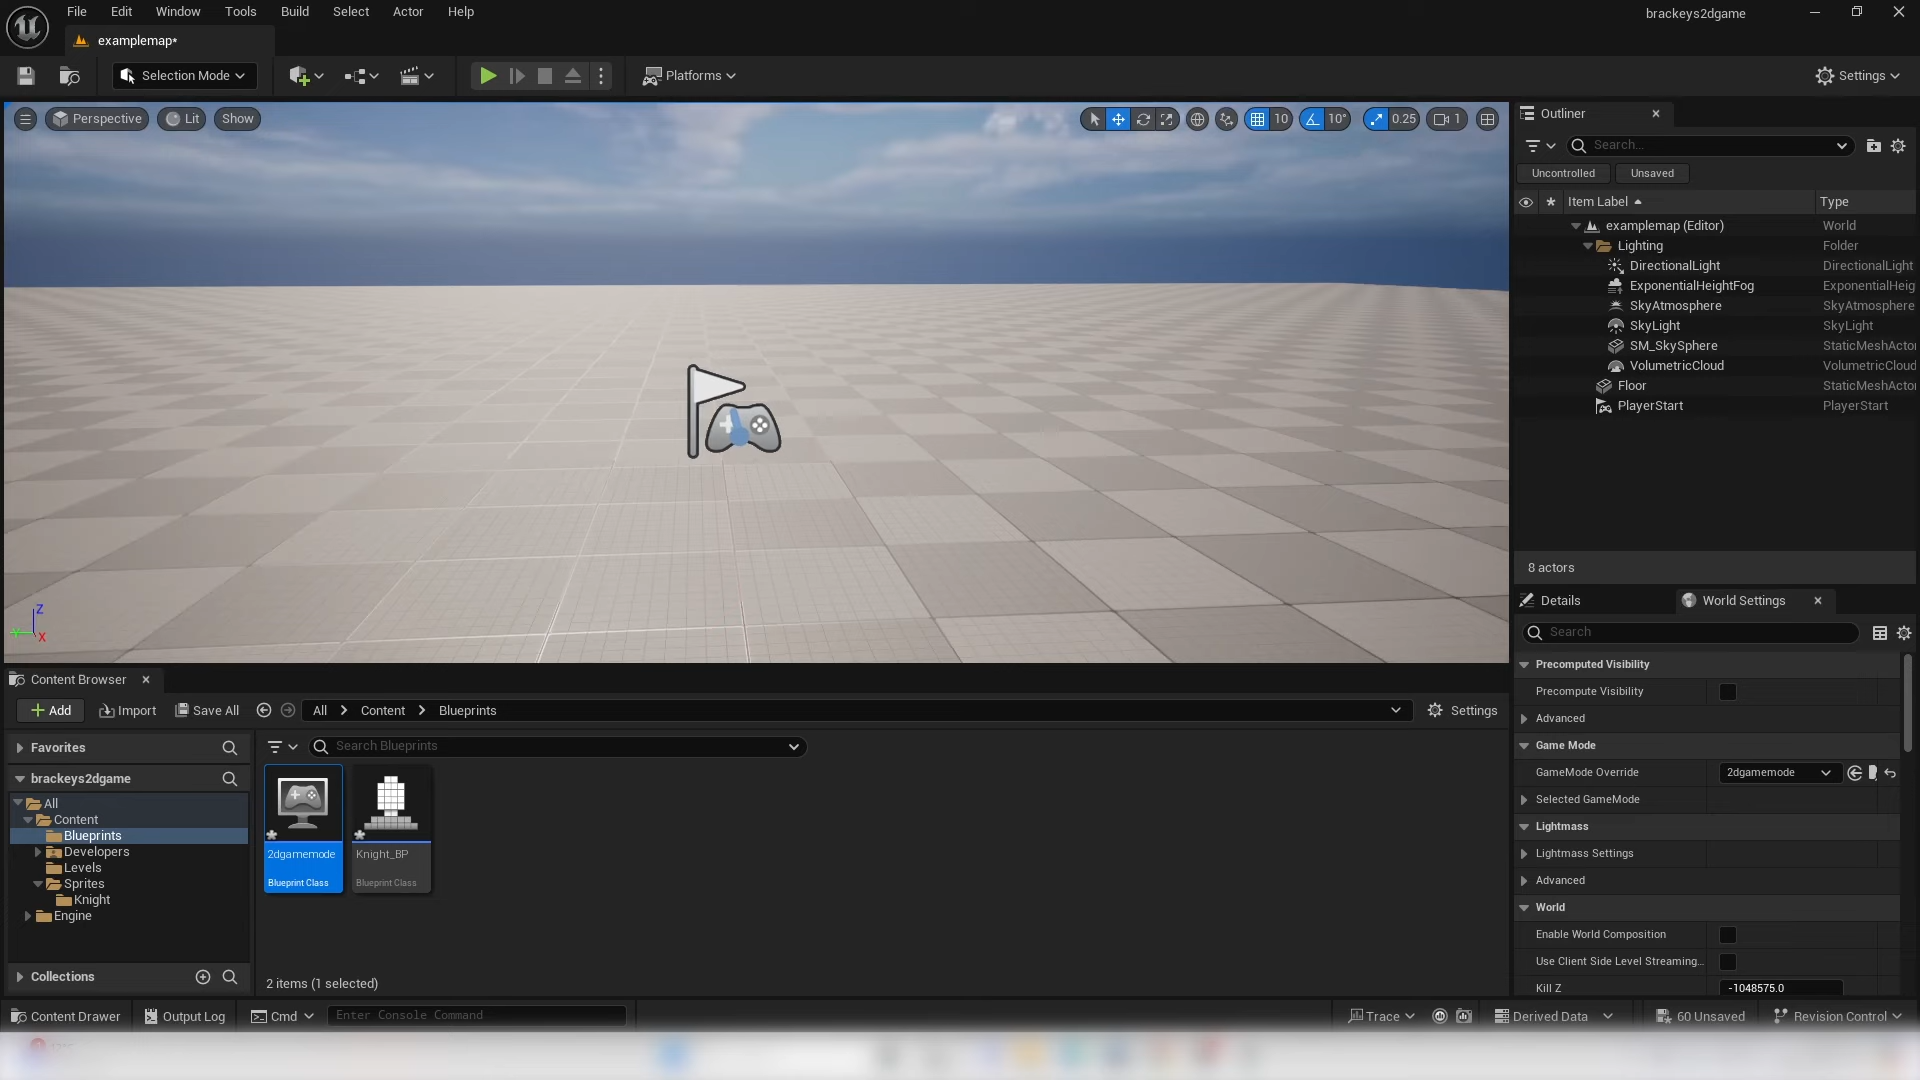 File Edit Window Tools Build Select Actor Help
brackeys2dgame
examplemap*
Selection Mode
Platforms
Settings
Perspective Lit Show
10 10° 0.25 1
Outliner
Search...
Uncontrolled Unsaved
Item Label Type
examplemap (Editor) World
Lighting Folder
DirectionalLight DirectionalLight
ExponentialHeightFog ExponentialHeig
SkyAtmosphere SkyAtmosphere
SkyLight SkyLight
SM_SkySphere StaticMeshActo
VolumetricCloud VolumetricCloud
Floor StaticMeshActo
PlayerStart PlayerStart
8 actors
Z
X
Details World Settings
Search
Precomputed Visibility
Precompute Visibility
Advanced
Game Mode
GameMode Override 2dgamemode
Selected GameMode
Lightmass
Lightmass Settings
Advanced
World
Enable World Composition
Use Client Side Level Streaming...
Kill Z -1048575.0
Content Browser
Add Import Save All All Content Blueprints Settings
Favorites
Search Blueprints
brackeys2dgame
All
Content
Blueprints
Developers
Levels
Sprites
Knight
Engine
Collections
2dgamemode
Blueprint Class
Knight_BP
Blueprint Class
2 items (1 selected)
Content Drawer Output Log Cmd Enter Console Command Trace Derived Data 60 Unsaved Revision Control